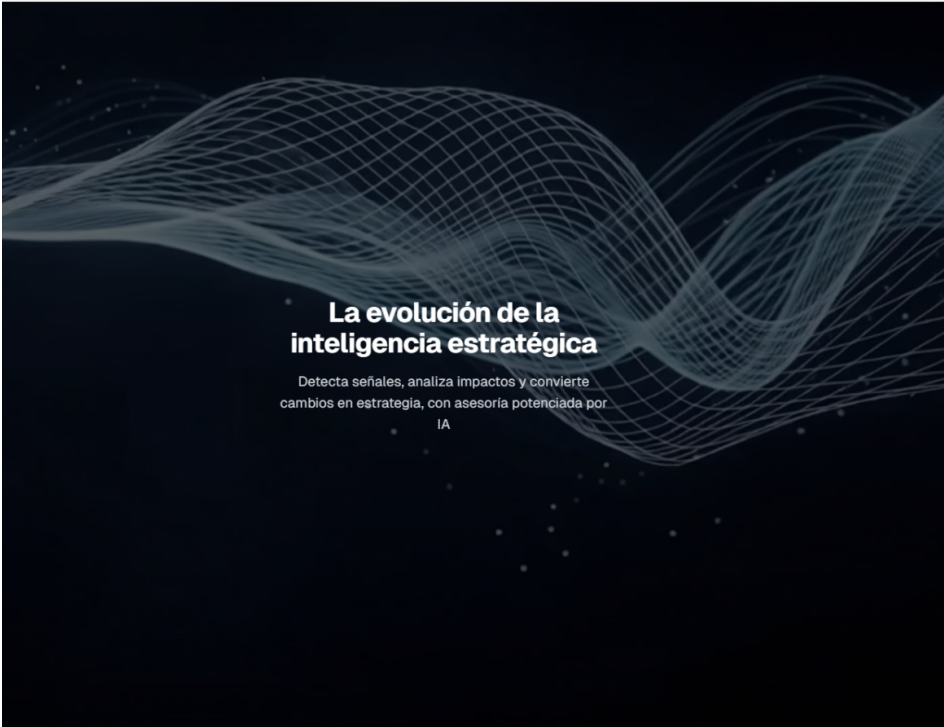 La evolución de la
inteligencia estratégica
Detecta señales, analiza impactos y convierte
cambios en estrategia, con asesoría potenciada por
IA